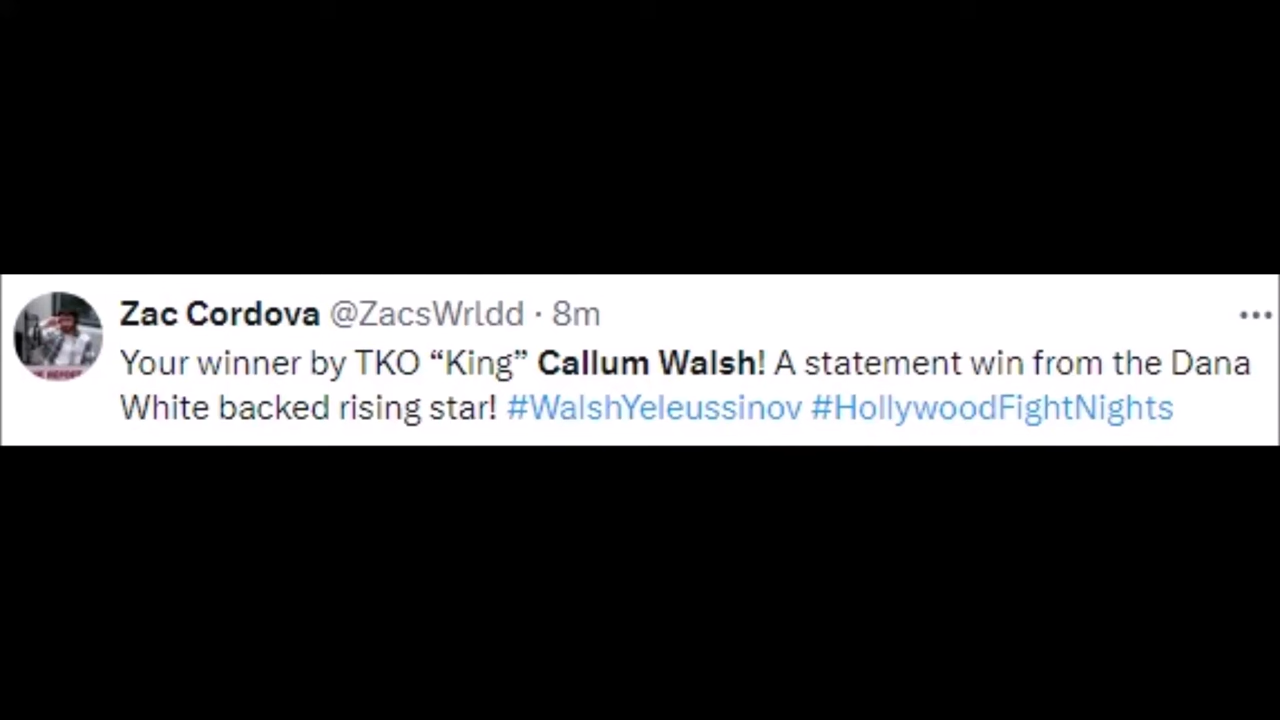 Zac Cordova @ZacsWrldd · 8m
Your winner by TKO “King” Callum Walsh! A statement win from the Dana
White backed rising star! #WalshYeleussinov #HollywoodFightNights